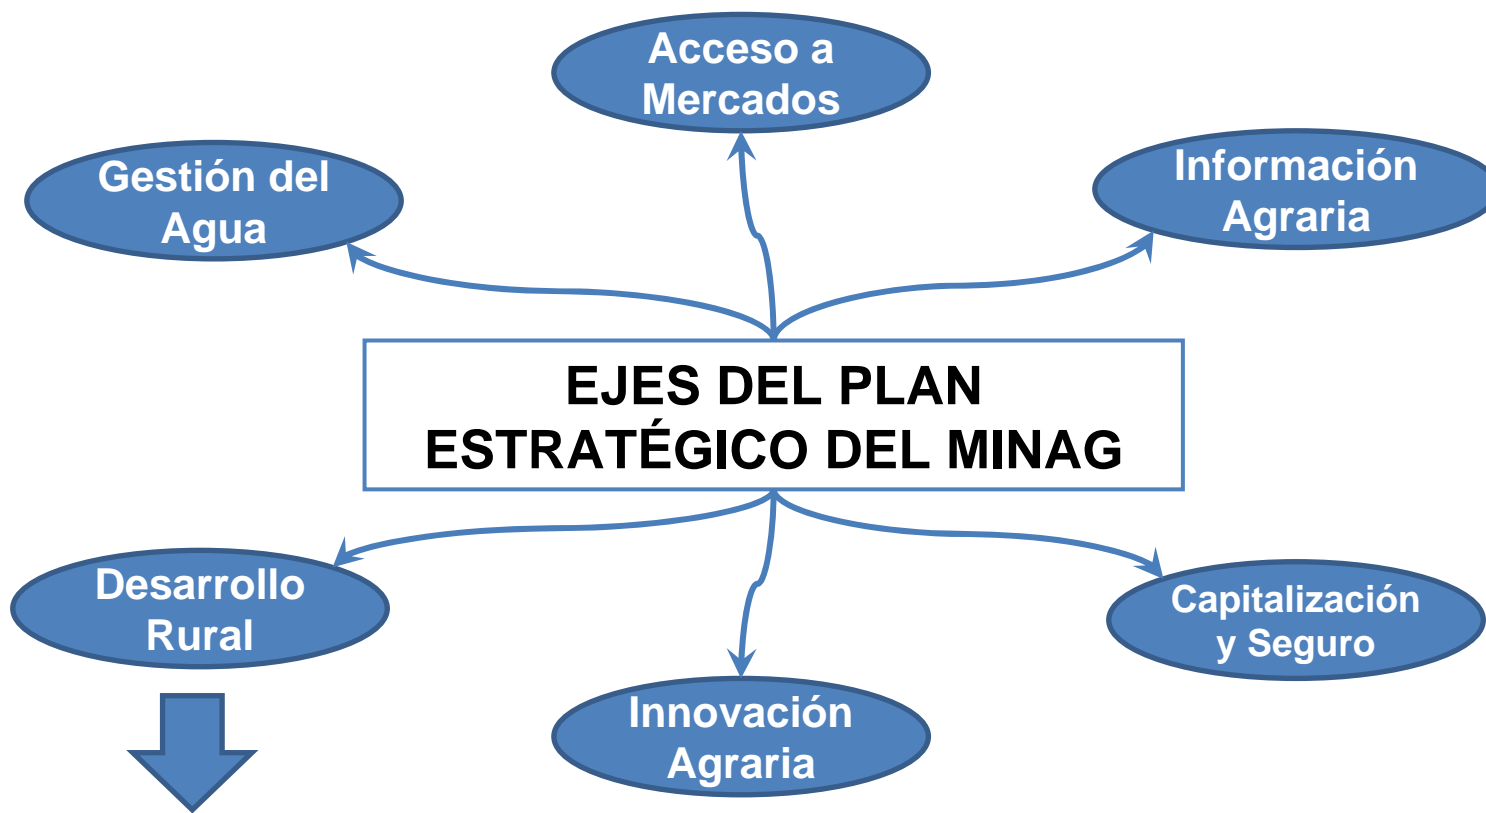 Acceso a
Mercados
Gestión del
Agua
Información
Agraria
EJES DEL PLAN
ESTRATÉGICO DEL MINAG
Desarrollo
Rural
Capitalización
y Seguro
Innovación
Agraria